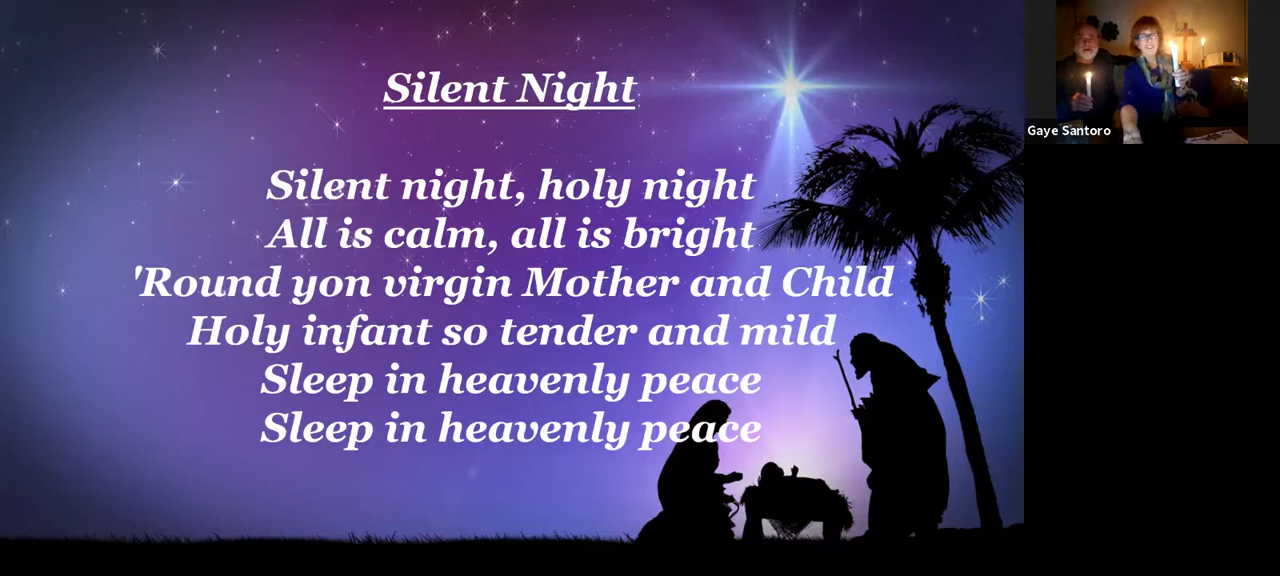 Silent Night
Silent night, holy night
All is calm, all is bright
'Round yon virgin Mother and Child
Holy infant so tender and mild
Sleep in heavenly peace
Sleep in heavenly peace
Gaye Santoro